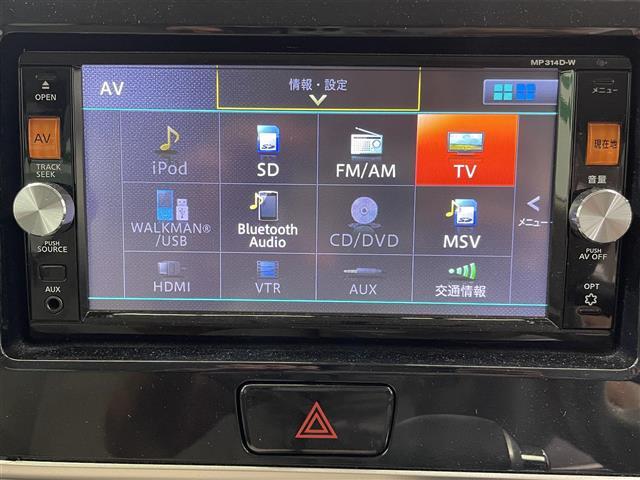 MP314D-W
OPEN
AV
TRACK
SEEK
PUSH
SOURCE
AUX
AV
情報・設定
iPod
SD
FM/AM
TV
WALKMAN®
/USB
Bluetooth
Audio
CD/DVD
MSV
<
メニュー
HDMI
VTR
AUX
交通情報
メニュー
現在地
音量
PUSH
AV OFF
OPT